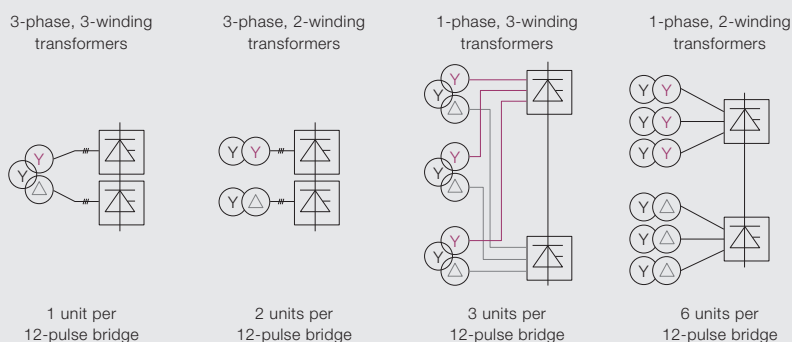 3-phase, 3-winding
transformers
3-phase, 2-winding
transformers
1-phase, 3-winding
transformers
1-phase, 2-winding
transformers
Y
Y
Y Y
Y
Y
Y
Y
Y
Y
Y
Y Y
Y Y
Y Y
Y
Y
Y
1 unit per
12-pulse bridge
2 units per
12-pulse bridge
3 units per
12-pulse bridge
6 units per
12-pulse bridge